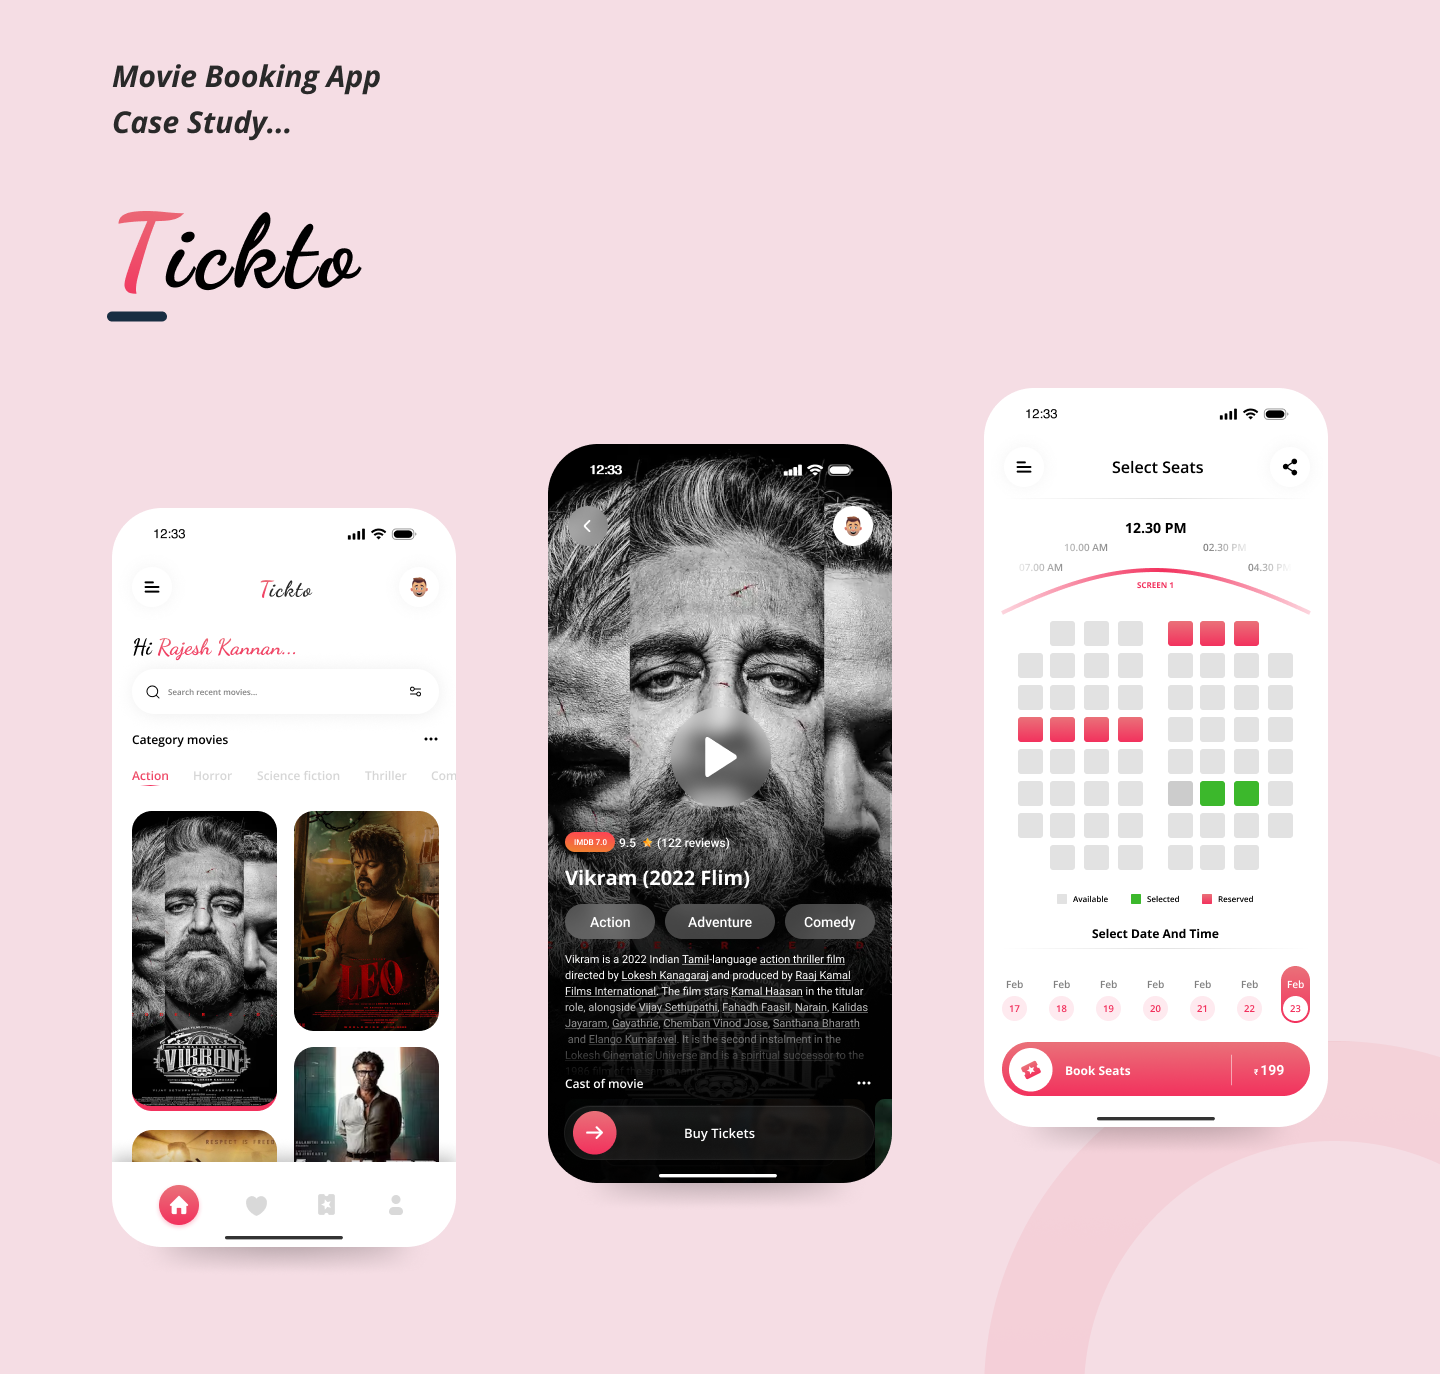 Movie Booking App
Case Study...
Tickto
12:33
Tickto
Hi Rajesh Kannan...
Search recent movies...
Category movies
Action Horror Science fiction Thriller Com
LEO
VIKRAM
RESPECT IS FREED
12:33
IMDB 7.0 9.5 (122 reviews)
Vikram (2022 Flim)
Action Adventure Comedy
Vikram is a 2022 Indian Tamil-language action thriller film
directed by Lokesh Kanagaraj and produced by Raaj Kamal
Films International. The film stars Kamal Haasan in the titular
role, alongside Vijay Sethupathi, Fahadh Faasil, Narain, Kalidas
Jayaram, Gayathrie, Chemban Vinod Jose, Santhana Bharath
and Elango Kumaravel. It is the second instalment in the
Lokesh Cinematic Universe and is a spiritual successor to the
Cast of movie
Buy Tickets
12:33
Select Seats
12.30 PM
10.00 AM 02.30 PM
07.00 AM 04.30 PM
SCREEN 1
Available Selected Reserved
Select Date And Time
Feb Feb Feb Feb Feb Feb Feb
17 18 19 20 21 22 23
Book Seats ₹199